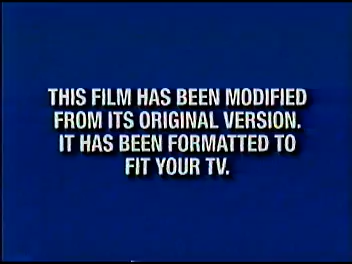 THIS FILM HAS BEEN MODIFIED
FROM ITS ORIGINAL VERSION.
IT HAS BEEN FORMATTED TO
FIT YOUR TV.